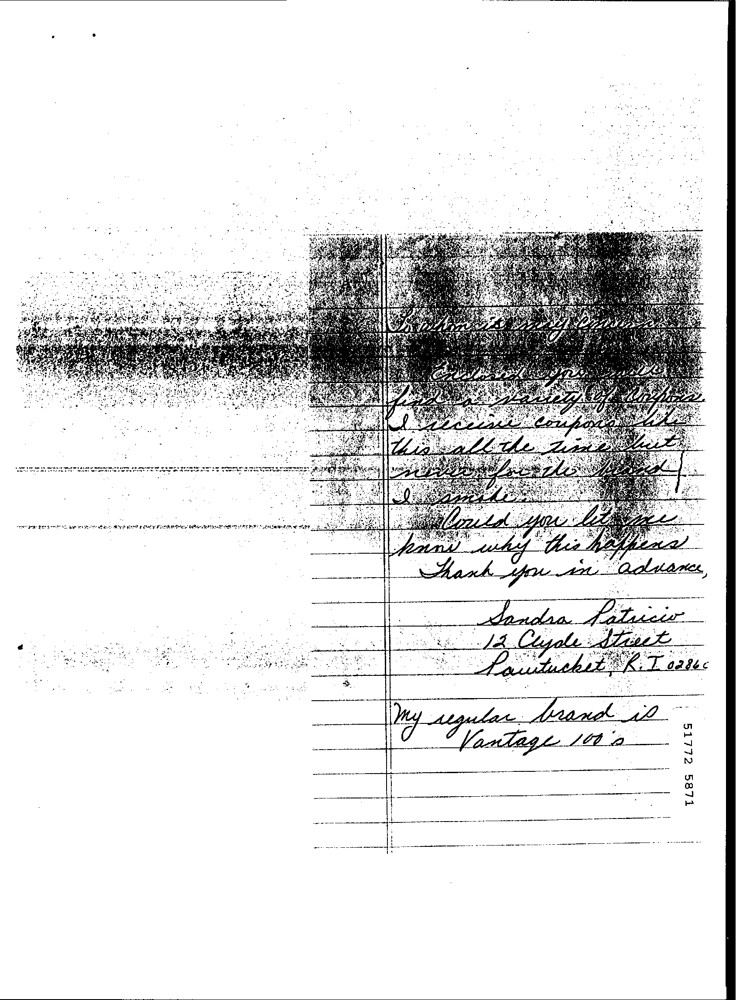 To whom it may concern
Enclosed you will
find a variety of coupons
I receive coupons like
this all the time but
never for the brand
I smoke.
Could you let me
know why this happens
Thank you in advance,
Sandra Patricio
12 Clyde Street
Pawtucket, R.I 02860
My regular brand is
Vantage 100's
51772 5871